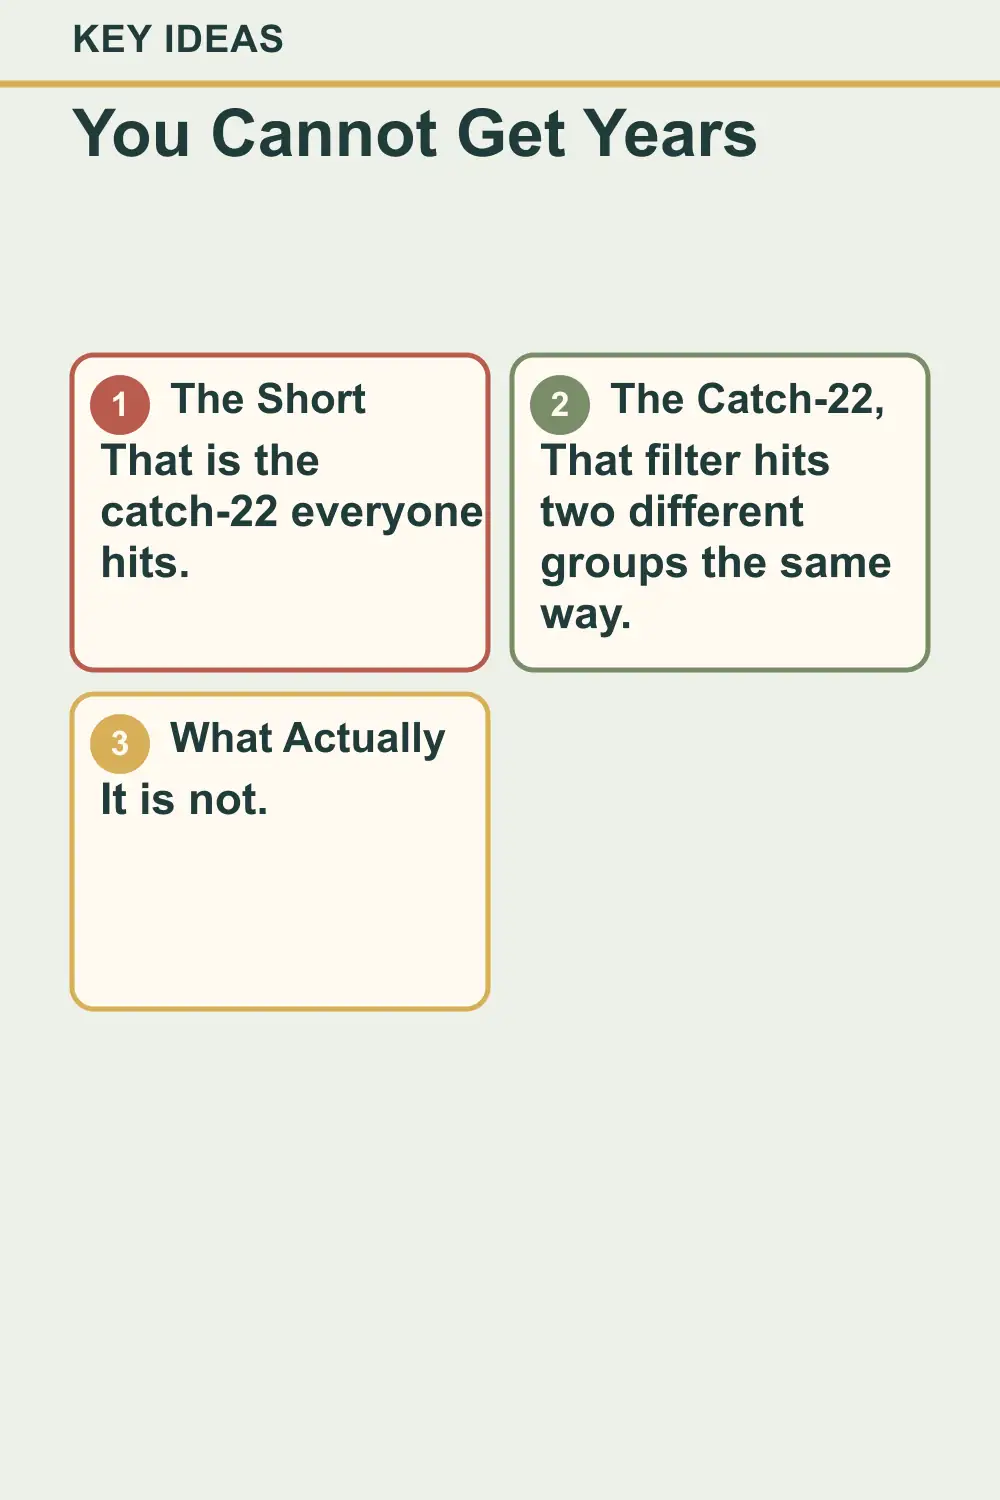 KEY IDEAS
You Cannot Get Years
1 The Short
That is the
catch-22 everyone
hits.
2 The Catch-22,
That filter hits
two different
groups the same
way.
3 What Actually
It is not.